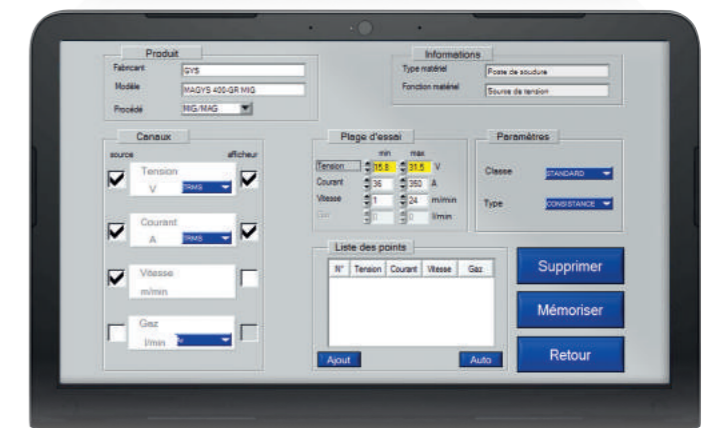 Produit
Fabricant GYS
Modèle MAGYS 400-GR MIG
Procédé MIG/MAG
Informations
Type matériel Poste de soudure
Fonction matériel Source de tension
Canaux
source afficheur
Tension
V TRMS
Courant
A TRMS
Vitesse
m/min
Gaz
l/min
Plage d'essai
min max
Tension 15.8 31.5 V
Courant 35 350 A
Vitesse 1 24 m/min
Gaz 0 0 l/min
Paramètres
Classe STANDARD
Type CONSISTANCE
Liste des points
N° Tension Courant Vitesse Gaz
Ajout Auto
Supprimer
Mémoriser
Retour